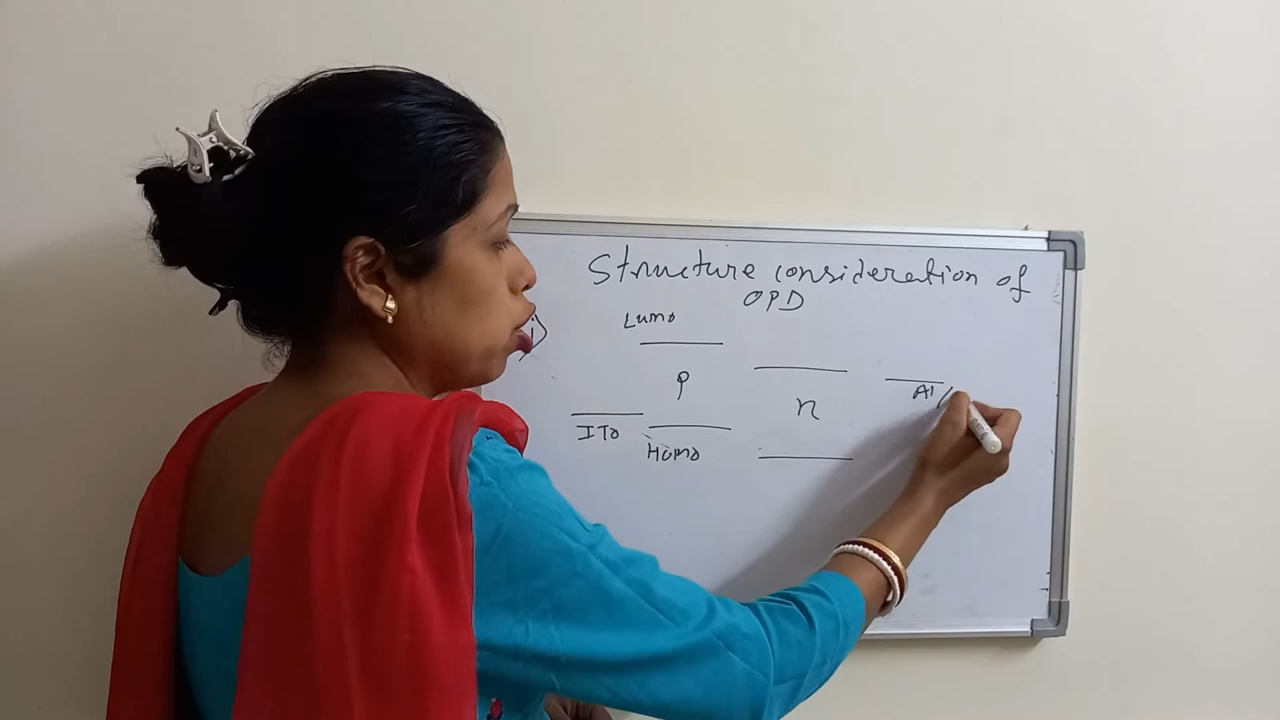 Structure consideration of
OPD
i)
Lumo
P
n
Al/
ITO
Homo